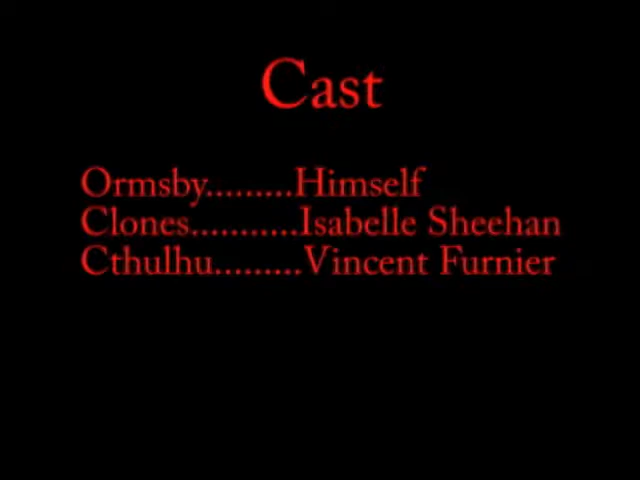 Cast
Ormsby.........Himself
Clones...........Isabelle Sheehan
Cthulhu.........Vincent Furnier